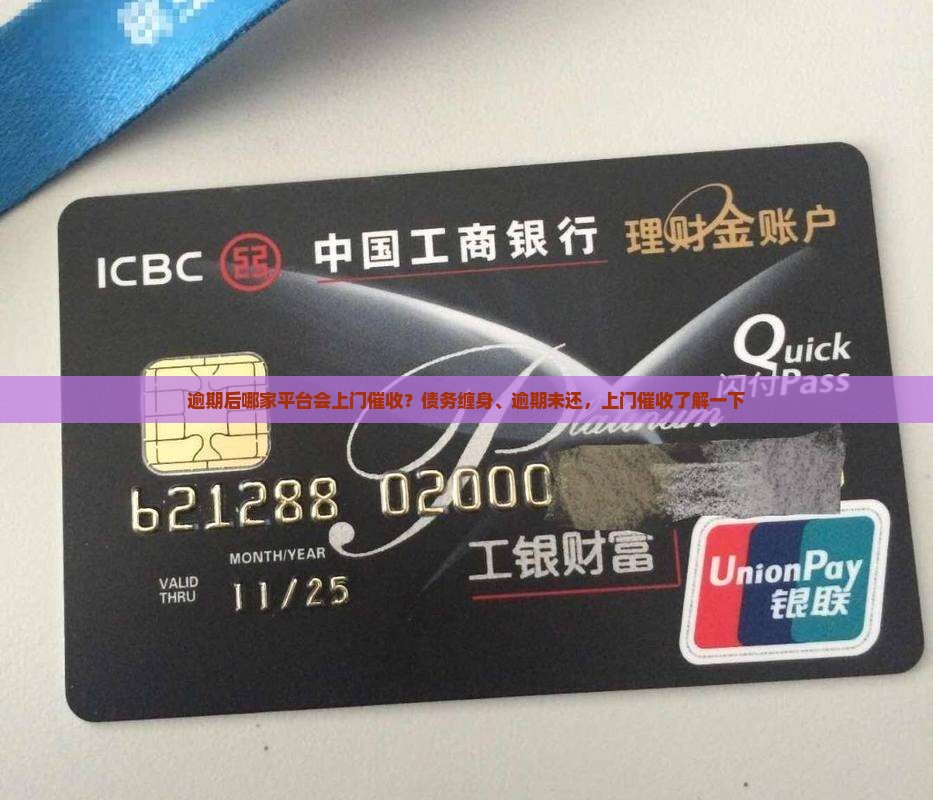 ICBC 中国工商银行 理财金账户
Quick
闪付Pass
逾期后哪家平台会上门催收？债务缠身、逾期未还，上门催收了解一下
Platinum
621288 02000
MONTH/YEAR
VALID
THRU
11/25
工银财富
UnionPay
银联